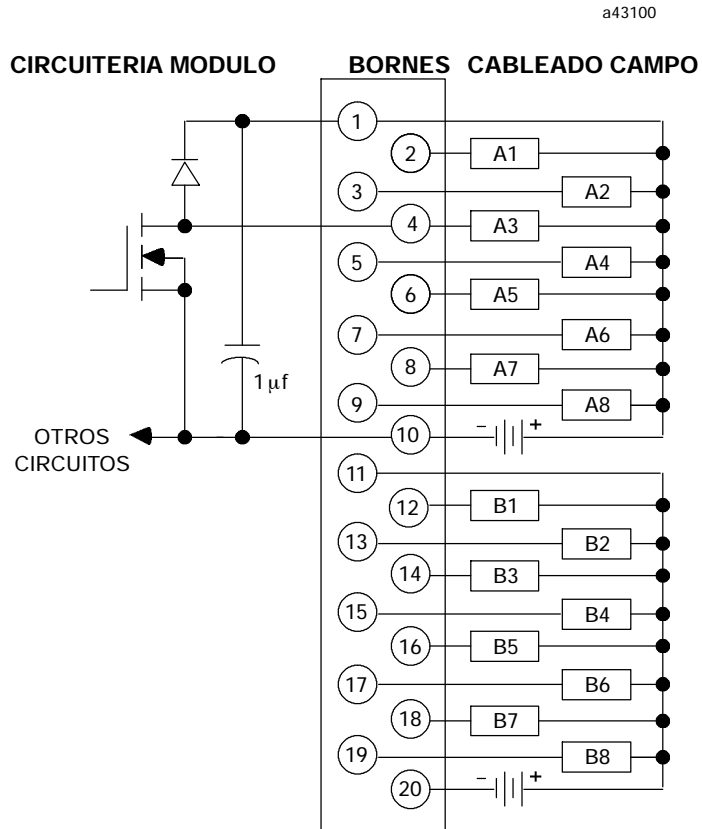 a43100
CIRCUITERIA MODULO BORNES CABLEADO CAMPO
1
2 A1
3 A2
4 A3
5 A4
6 A5
7 A6
8 A7
1µf
9 A8
OTROS
CIRCUITOS
10 - +
11
12 B1
13 B2
14 B3
15 B4
16 B5
17 B6
18 B7
19 B8
20 - +